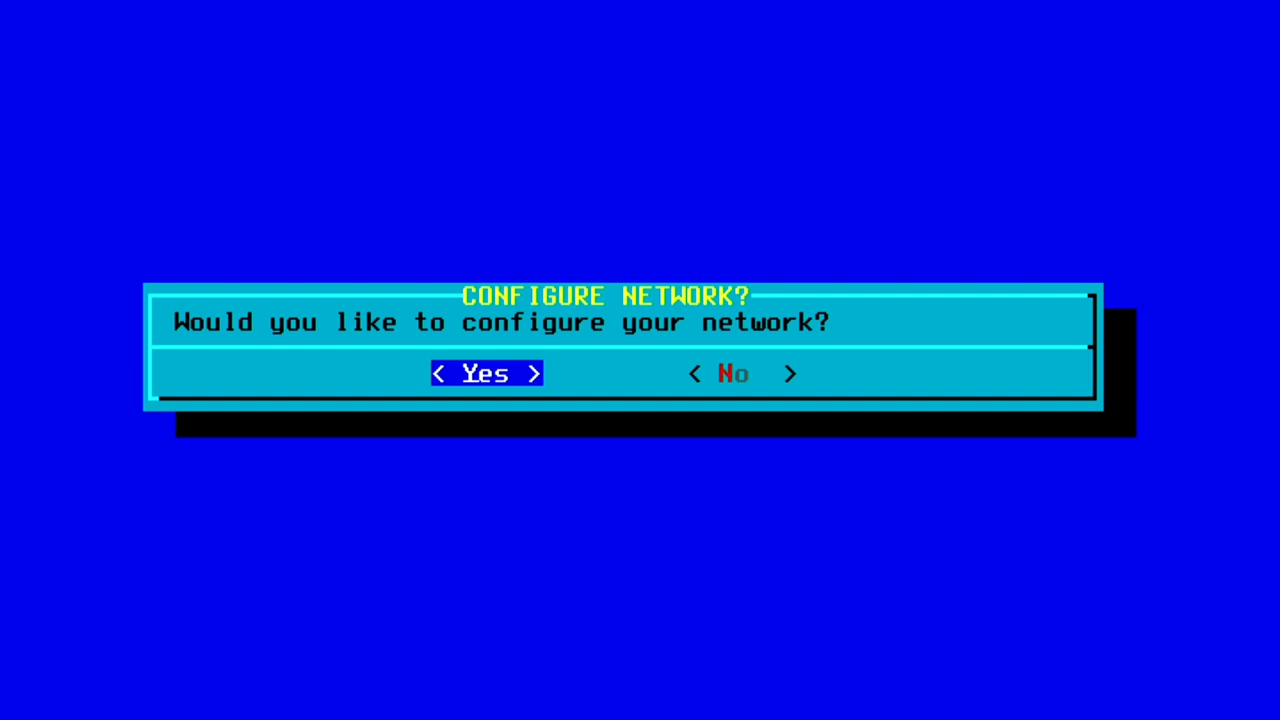 CONFIGURE NETWORK?
Would you like to configure your network?
< Yes > < No >